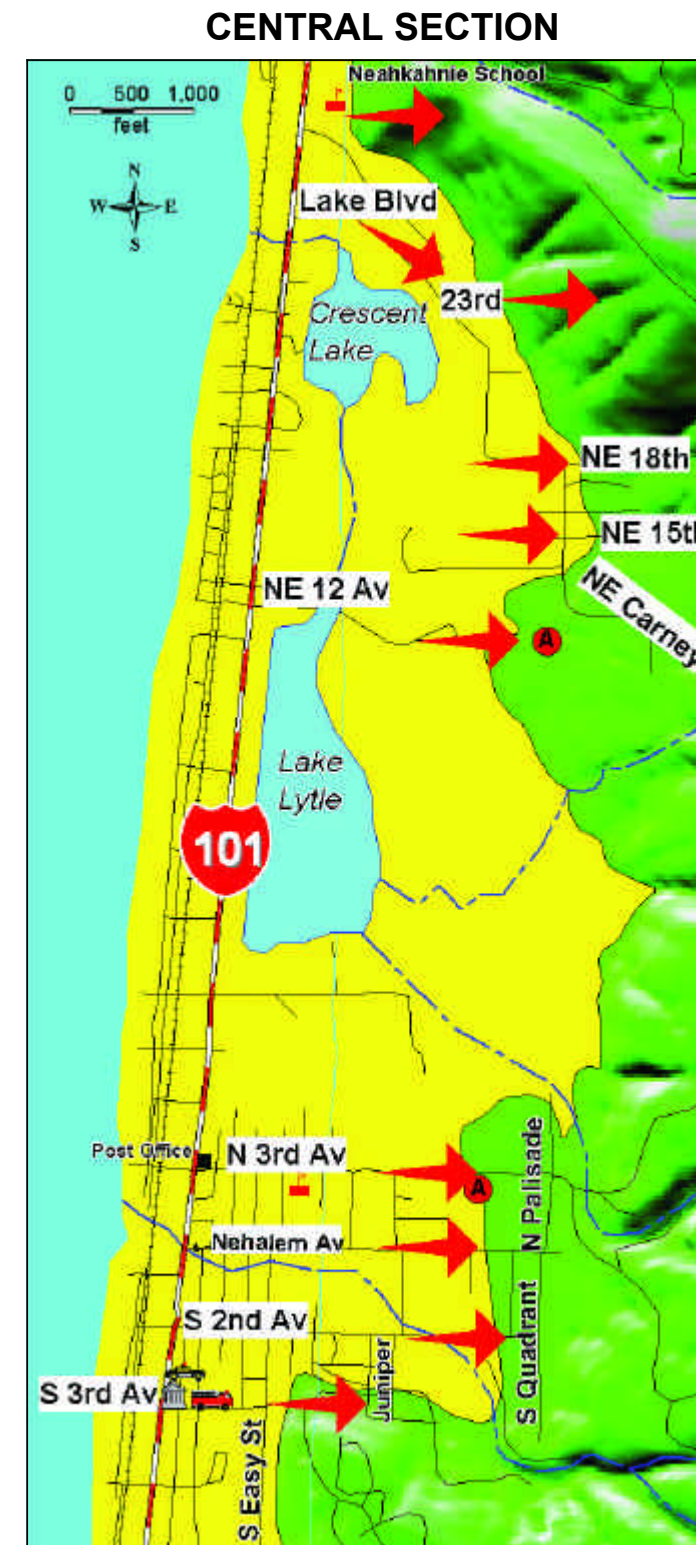 CENTRAL SECTION
Neahkahnie School
0 500 1,000
feet
N
W E
S
Lake Blvd
23rd
Crescent
Lake
NE 18th
NE 15th
NE Carney
NE 12 Av
A
Lake
Lytle
101
Post Office
N 3rd Av
A
N Palisade
Nehalem Av
S 2nd Av
S Quadrant
Juniper
S 3rd Av
S Easy St